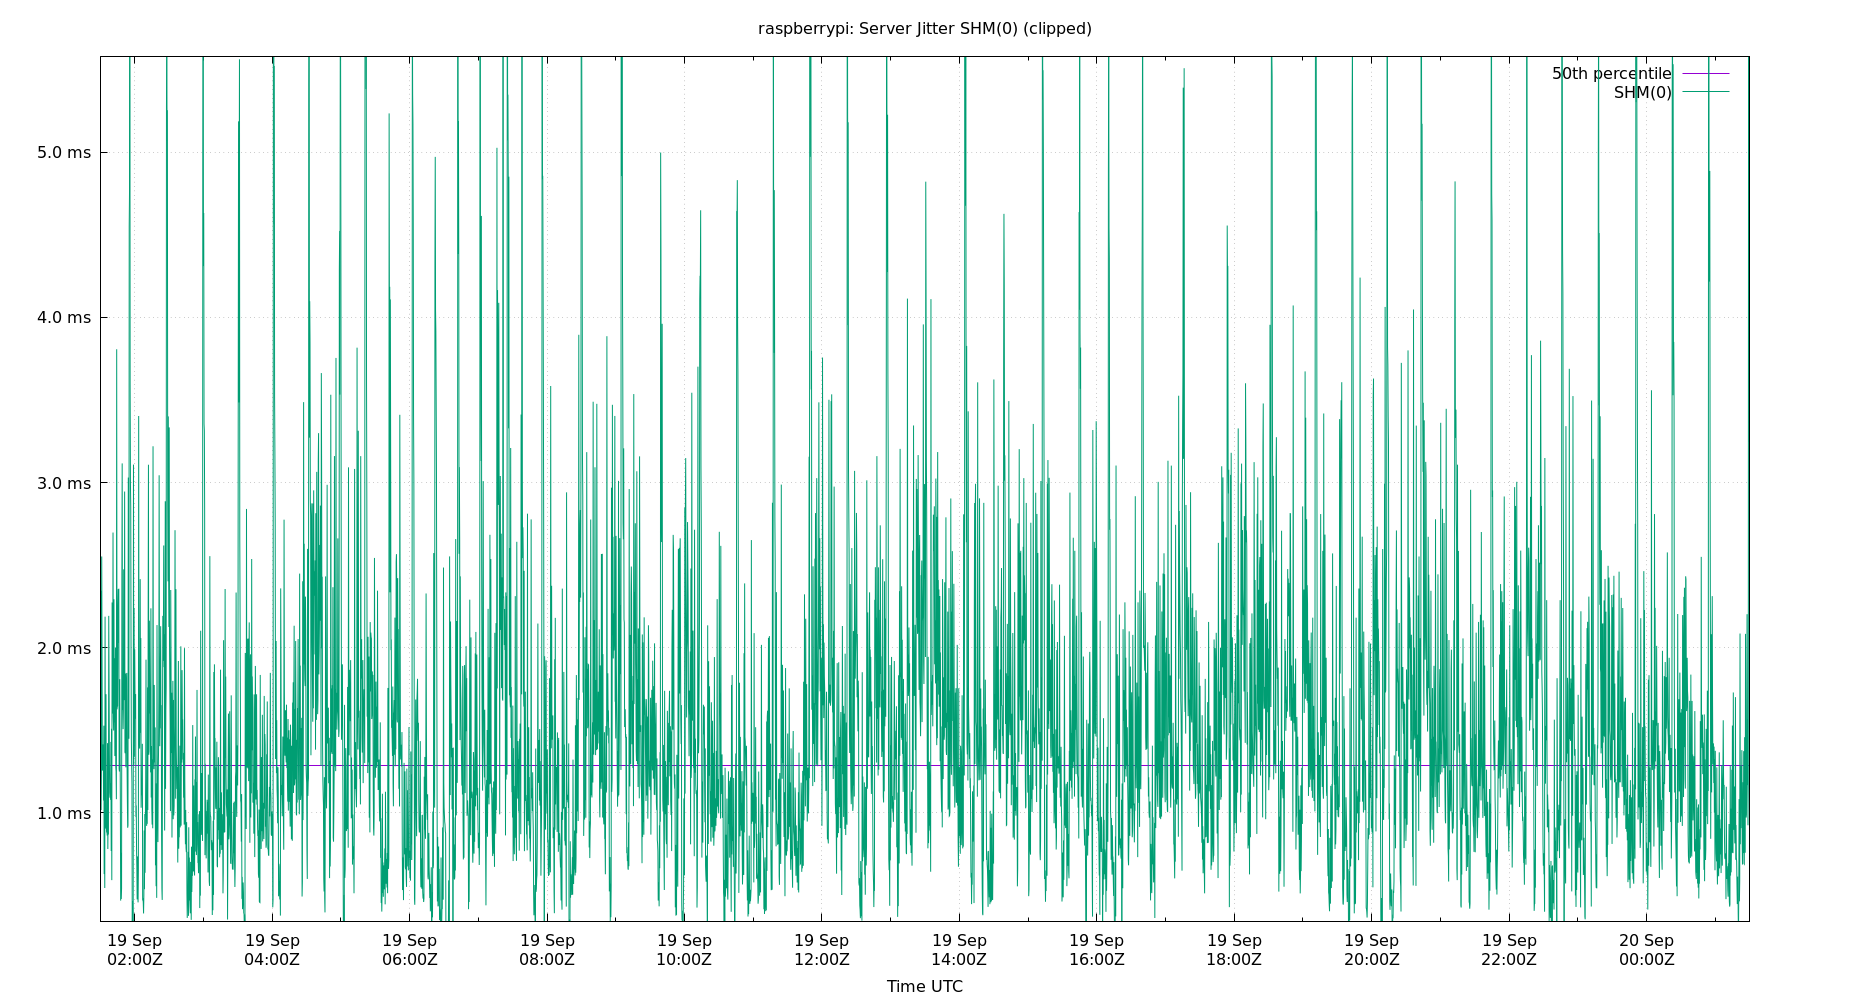 raspberrypi: Server Jitter SHM(0) (clipped)
50th percentile
SHM(0)
5.0 ms
4.0 ms
3.0 ms
2.0 ms
1.0 ms
19 Sep 19 Sep 19 Sep 19 Sep 19 Sep 19 Sep 19 Sep 19 Sep 19 Sep 19 Sep 19 Sep 20 Sep
02:00Z 04:00Z 06:00Z 08:00Z 10:00Z 12:00Z 14:00Z 16:00Z 18:00Z 20:00Z 22:00Z 00:00Z
Time UTC